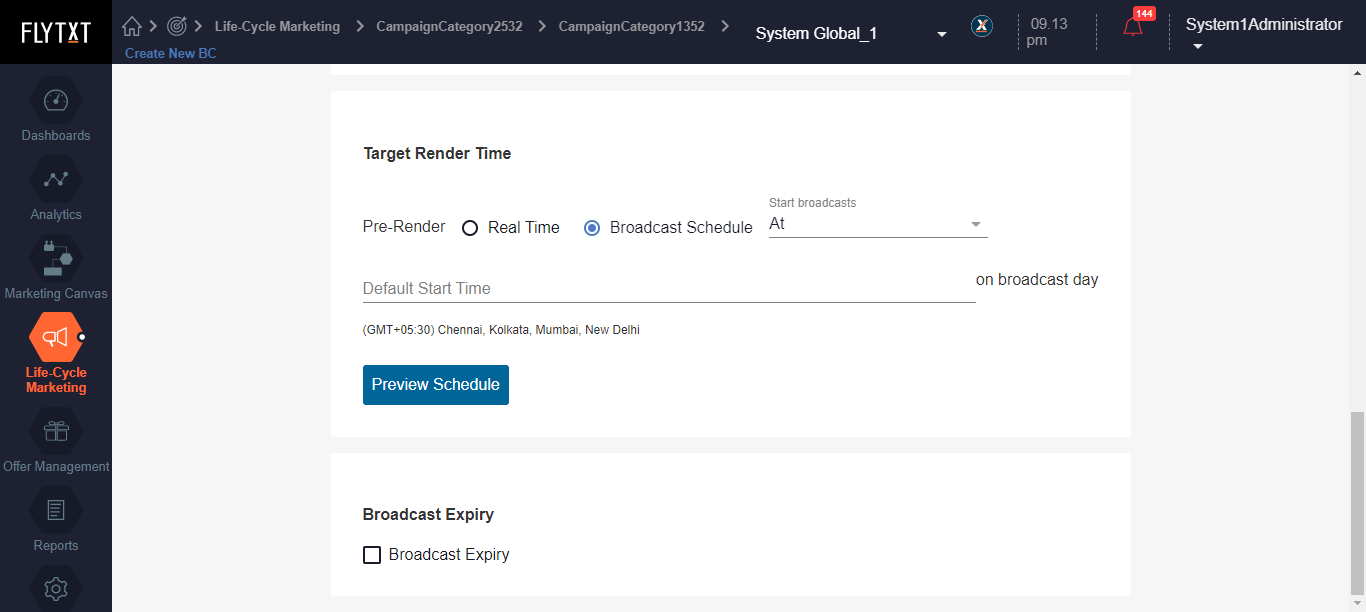 FLYTXT
Life-Cycle Marketing
CampaignCategory2532
CampaignCategory1352
Create New BC
System Global_1
X
09.13
pm
144
System1Administrator
Dashboards
Analytics
Marketing Canvas
Life-Cycle
Marketing
Offer Management
Reports
Target Render Time
Start broadcasts
Pre-Render
Real Time
Broadcast Schedule
At
Default Start Time
on broadcast day
(GMT+05:30) Chennai, Kolkata, Mumbai, New Delhi
Preview Schedule
Broadcast Expiry
Broadcast Expiry